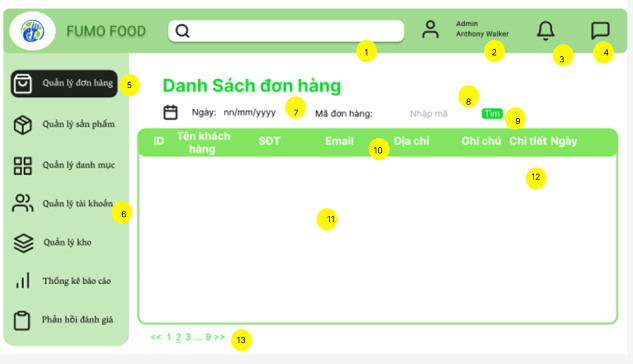 FUMO FOOD
1
Admin
Anthony Walker
2
3
4
Quản lý đơn hàng
5
Quản lý sản phẩm
Quản lý danh mục
Quản lý tài khoản
6
Quản lý kho
Thống kê báo cáo
Phản hồi đánh giá
Danh Sách đơn hàng
Ngày: nn/mm/yyyy 7 Mã đơn hàng: Nhập mã 8 Tìm 9
ID Tên khách hàng SĐT Email 10 Địa chỉ Ghi chú Chi tiết Ngày
12
11
<< 1 2 3 .... 9 >> 13